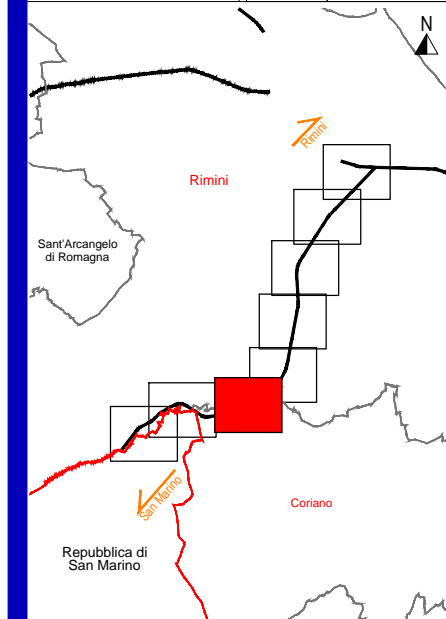 N
Rimini
Rimini
Sant'Arcangelo
di Romagna
San Marino
Coriano
Repubblica di
San Marino